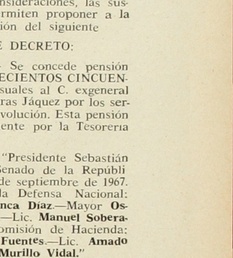 nsideraciones, las sus-
rmiten proponer a la
ión del siguiente
E DECRETO:
Se concede pensión
ECIENTOS CINCUEN-
suales al C. exgeneral
ras Jáquez por los ser-
volución. Esta pensión
ente por la Tesorería
"Presidente Sebastián
enado de la Repúbli-
de septiembre de 1967.
la Defensa Nacional:
nca Díaz.—Mayor Os-
.—Lic. Manuel Sobera-
omisión de Hacienda:
Fuentes.—Lic. Amado
Murillo Vidal."